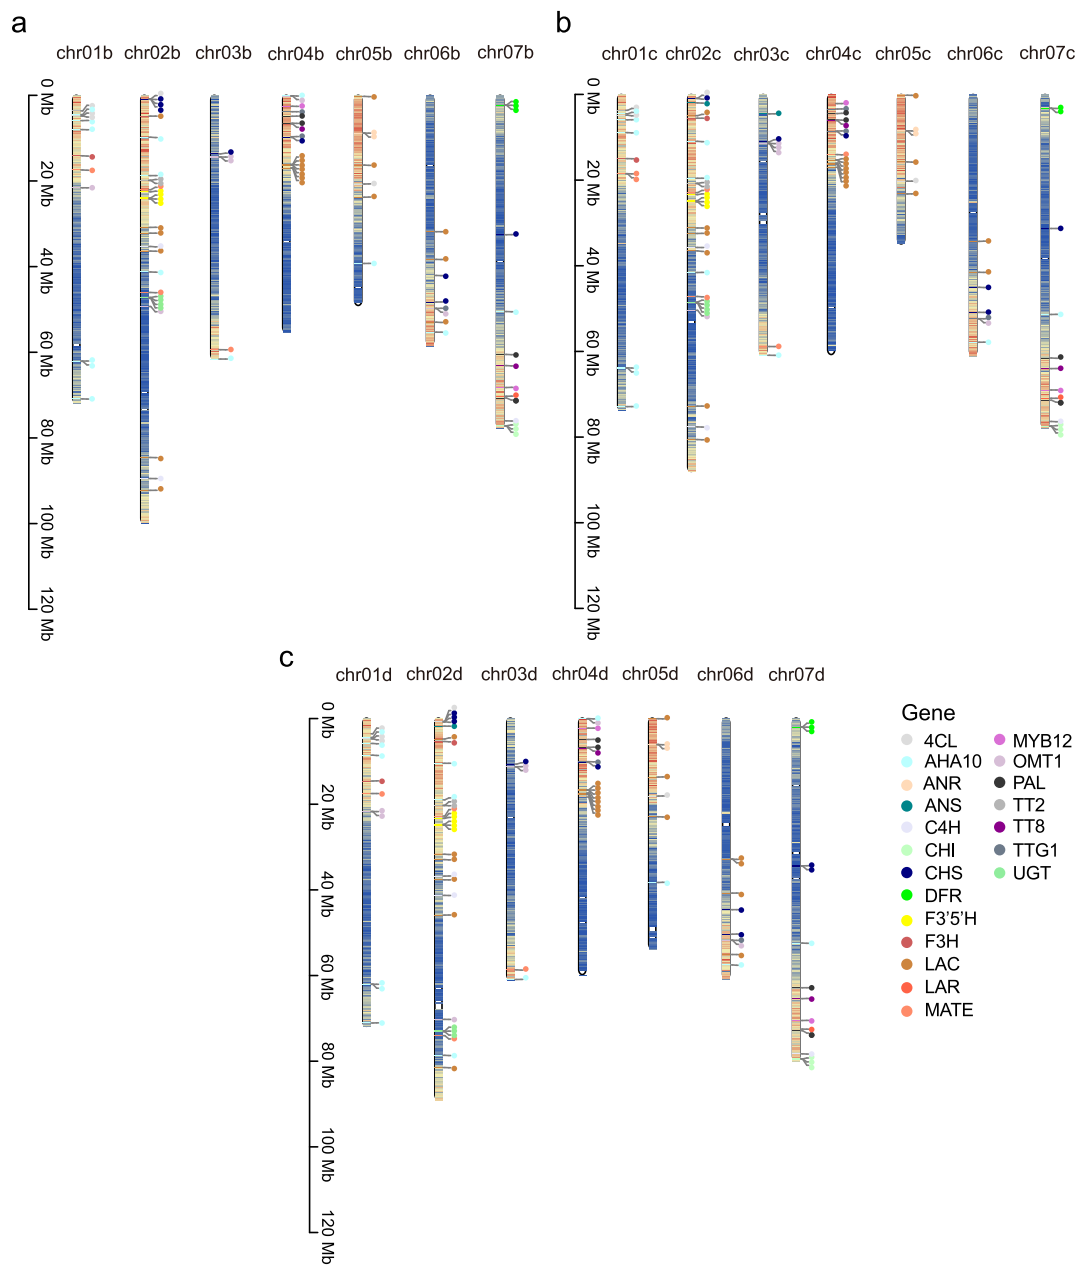 a
chr01b chr02b chr03b chr04b chr05b chr06b 07b
0 Mb
20 Mb
40 Mb
60 Mb
80 Mb
100 Mb
120 Mb
b
chr01c chr02c chr03c chr04c chr05c chr06c chr07c
0 Mb
20 Mb
40 Mb
60 Mb
80 Mb
100 Mb
120 Mb
c
chr01d chr02d chr03d chr04d chr05d chr06d chr07d
0 Mb
20 Mb
40 Mb
60 Mb
80 Mb
100 Mb
120 Mb
Gene
4CL
AHA10
ANR
ANS
C4H
CHI
CHS
DFR
F3'5'H
F3H
LAC
LAR
MATE
MYB12
OMT1
PAL
TT2
TT8
TTG1
UGT